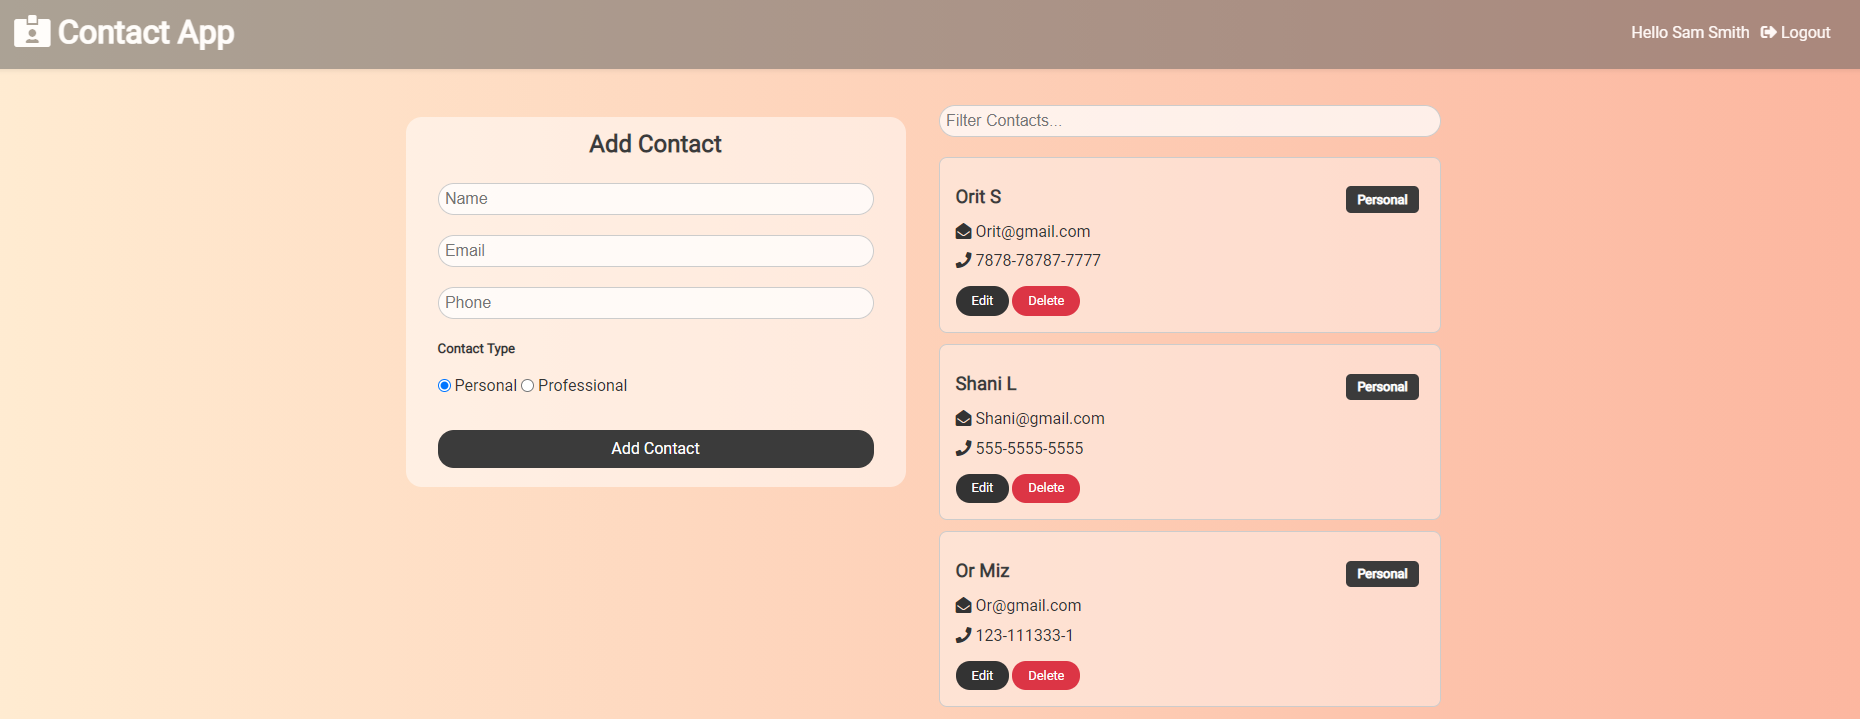 Contact App
Hello Sam Smith Logout
Add Contact
Name
Email
Phone
Contact Type
Personal Professional
Add Contact
Filter Contacts...
Orit S
Personal
Orit@gmail.com
7878-78787-7777
Edit Delete
Shani L
Personal
Shani@gmail.com
555-5555-5555
Edit Delete
Or Miz
Personal
Or@gmail.com
123-111333-1
Edit Delete